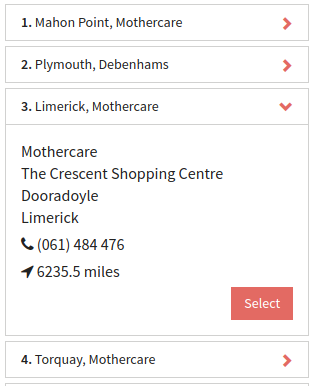 1. Mahon Point, Mothercare
2. Plymouth, Debenhams
3. Limerick, Mothercare
Mothercare
The Crescent Shopping Centre
Dooradoyle
Limerick
(061) 484 476
6235.5 miles
Select
4. Torquay, Mothercare